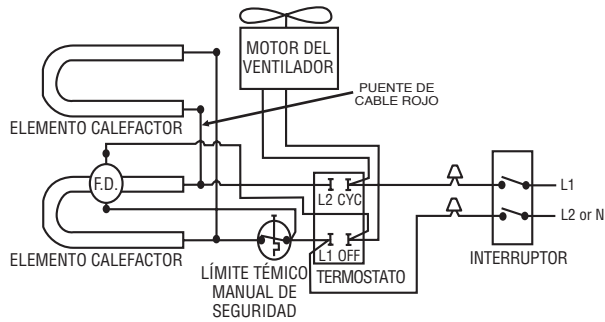 MOTOR DEL
VENTILADOR
PUENTE DE
CABLE ROJO
ELEMENTO CALEFACTOR
F.D.
L2 CYC
L1
L2 or N
L1 OFF
ELEMENTO CALEFACTOR
LÍMITE TÉMICO
MANUAL DE
SEGURIDAD
TERMOSTATO
INTERRUPTOR